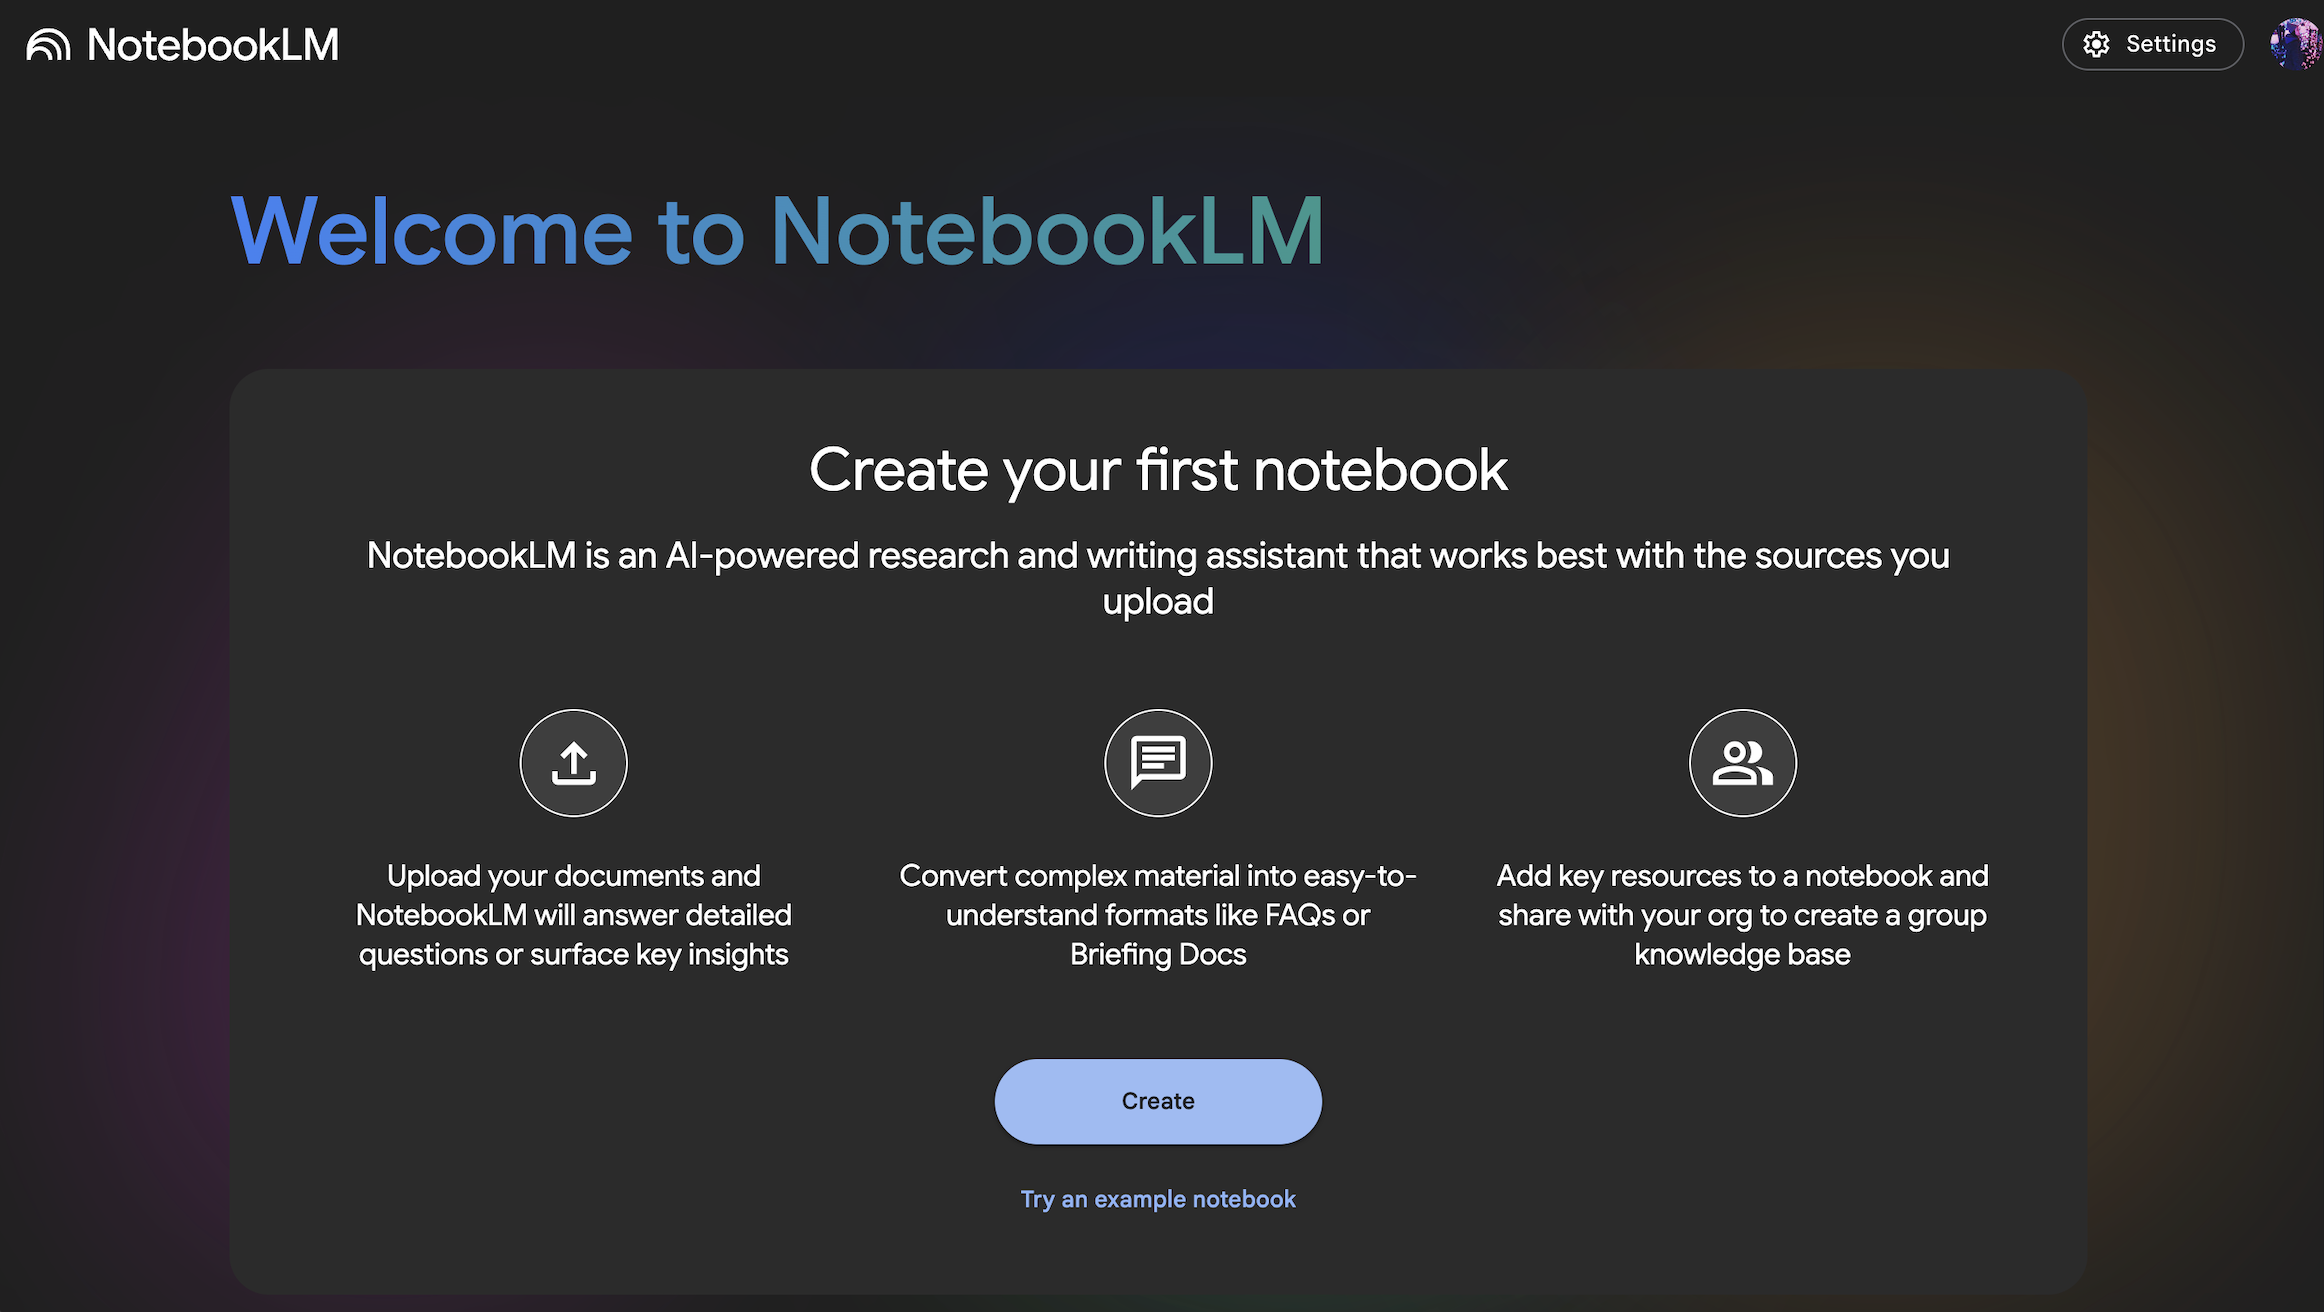 NotebookLM
Settings
Welcome to NotebookLM
Create your first notebook
NotebookLM is an AI-powered research and writing assistant that works best with the sources you
upload
Upload your documents and
NotebookLM will answer detailed
questions or surface key insights
Convert complex material into easy-to-
understand formats like FAQs or
Briefing Docs
Add key resources to a notebook and
share with your org to create a group
knowledge base
Create
Try an example notebook